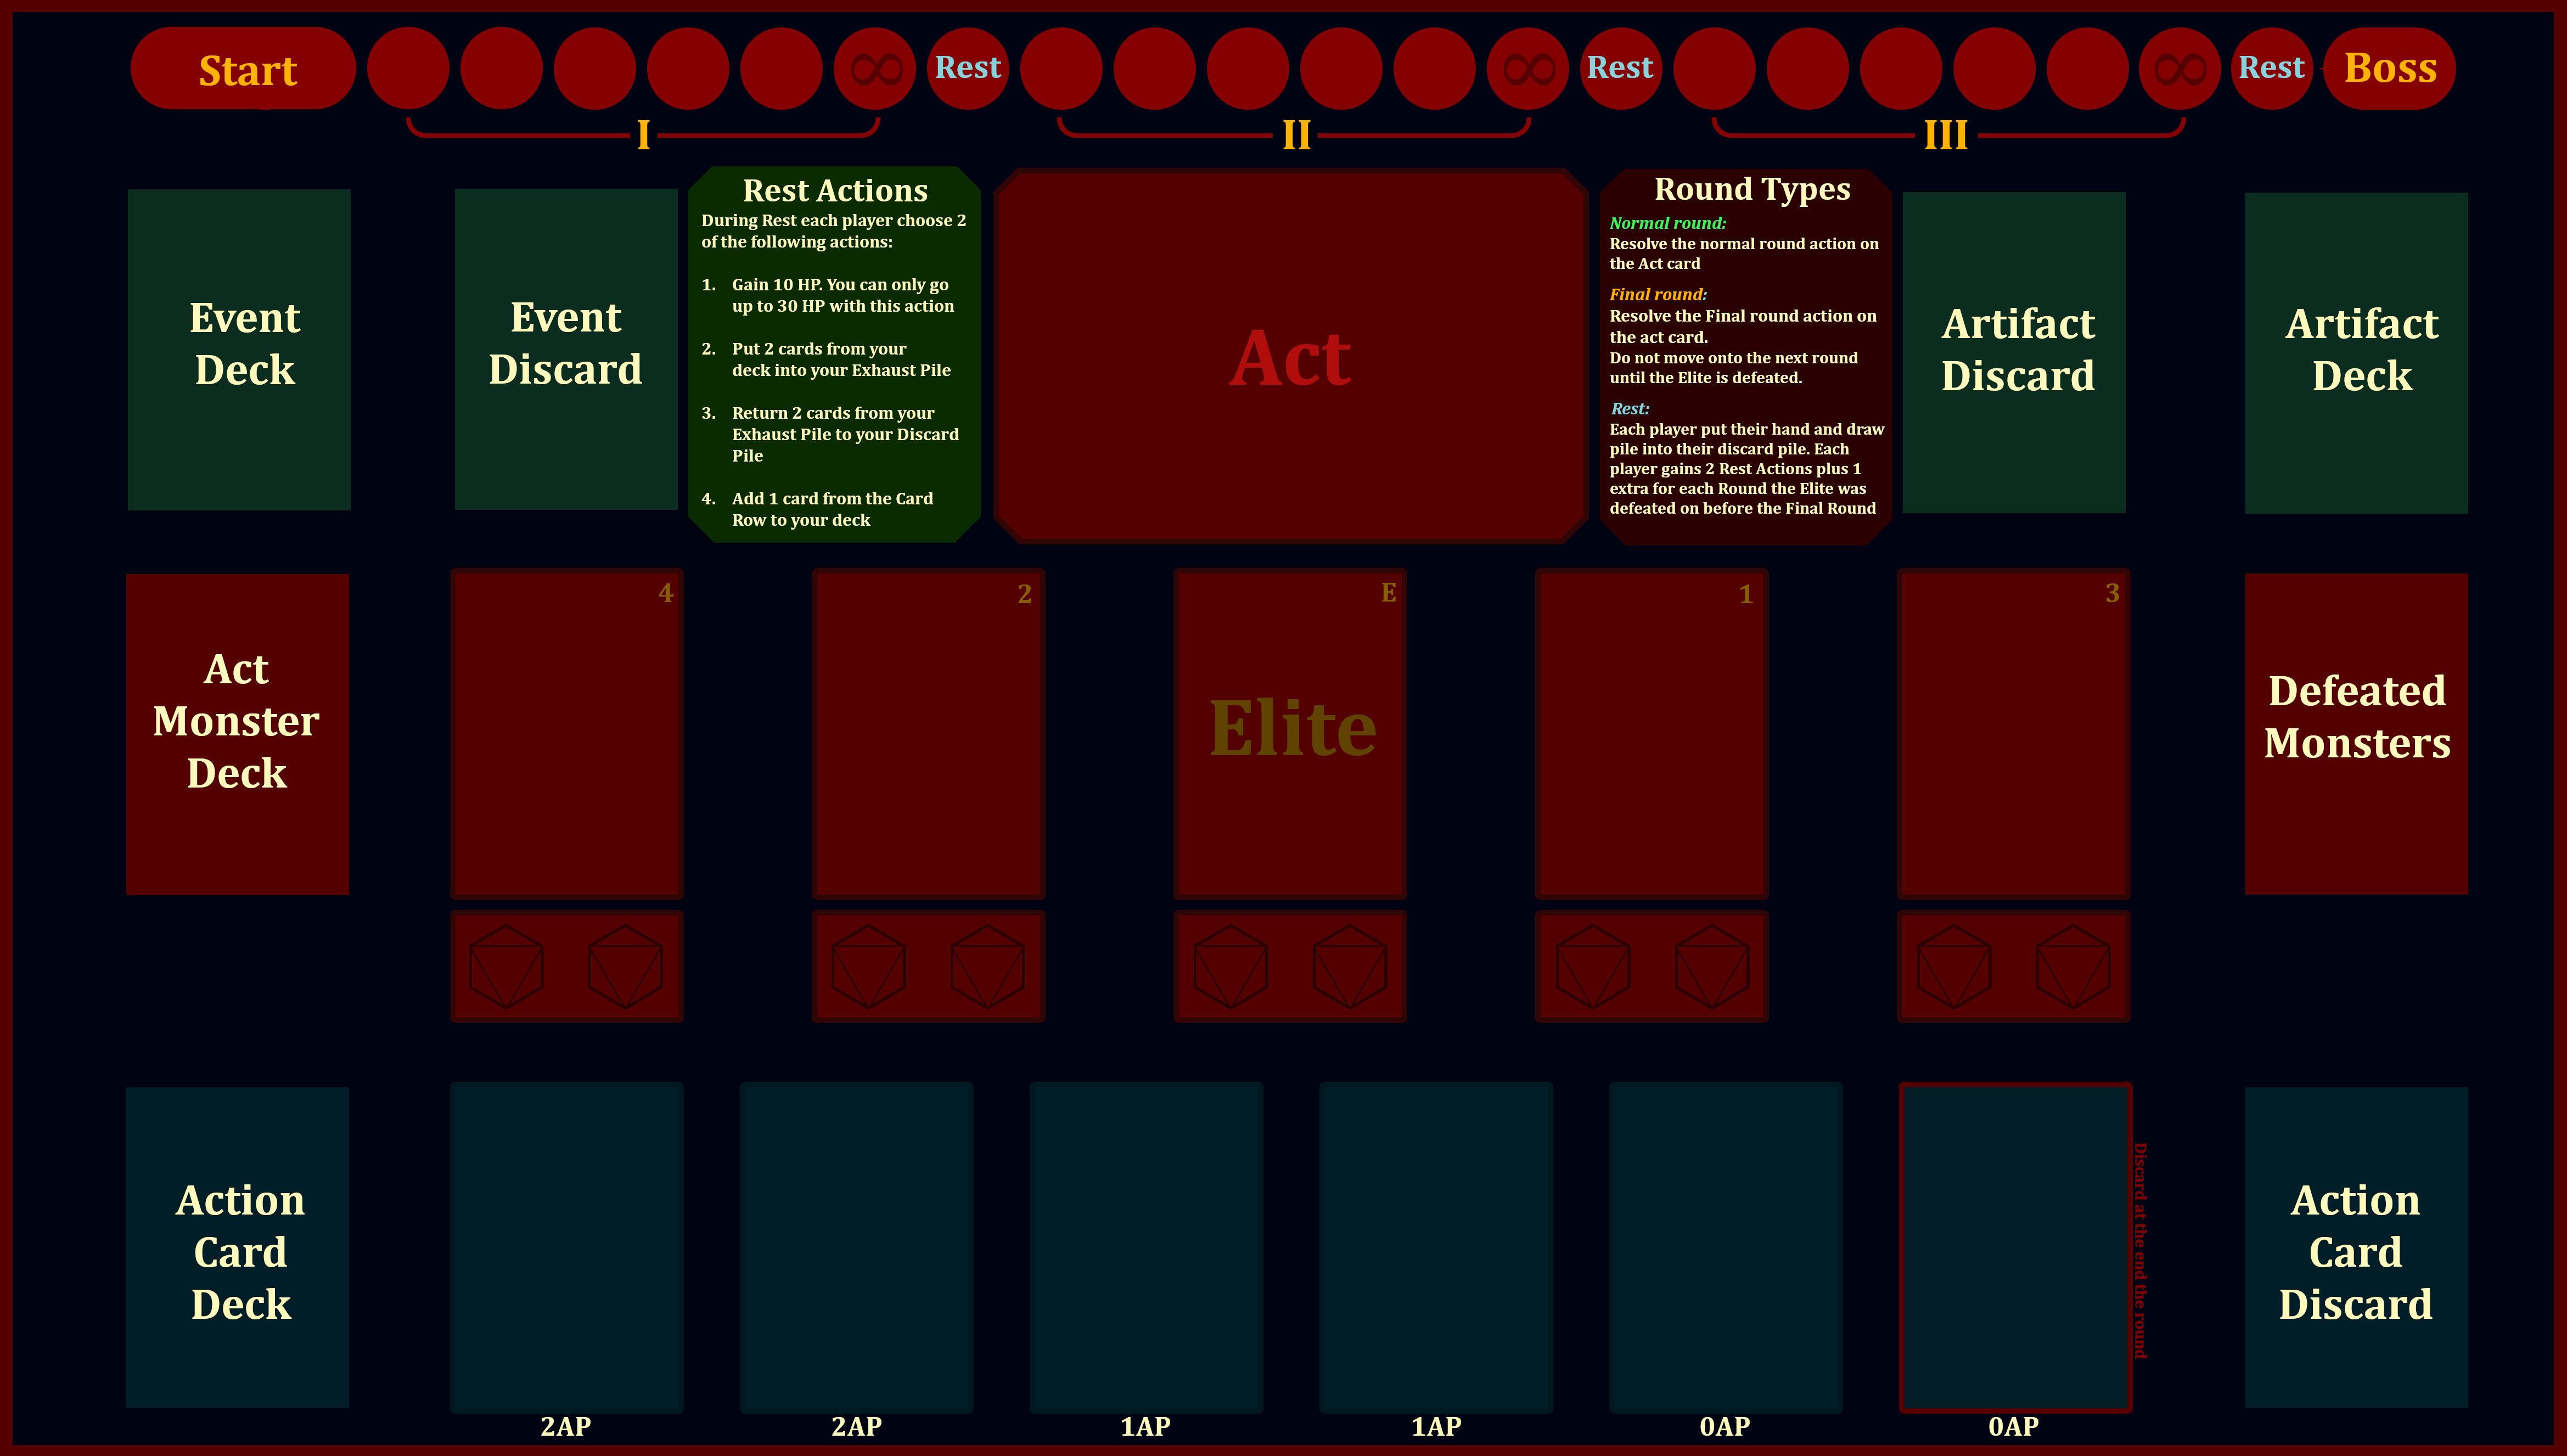 Start
∞
Rest
∞
Rest
∞
Rest
Boss
I
II
III
Event
Deck
Event
Discard
Rest Actions
During Rest each player choose 2
of the following actions:
1. Gain 10 HP. You can only go
up to 30 HP with this action
2. Put 2 cards from your
deck into your Exhaust Pile
3. Return 2 cards from your
Exhaust Pile to your Discard
Pile
4. Add 1 card from the Card
Row to your deck
Act
Round Types
Normal round:
Resolve the normal round action on
the Act card
Final round:
Resolve the Final round action on
the act card.
Do not move onto the next round
until the Elite is defeated.
Rest:
Each player put their hand and draw
pile into their discard pile. Each
player gains 2 Rest Actions plus 1
extra for each Round the Elite was
defeated on before the Final Round
Artifact
Discard
Artifact
Deck
Act
Monster
Deck
4
2
E
Elite
1
3
Defeated
Monsters
Action
Card
Deck
Discard at the end the round
Action
Card
Discard
2AP
2AP
1AP
1AP
0AP
0AP